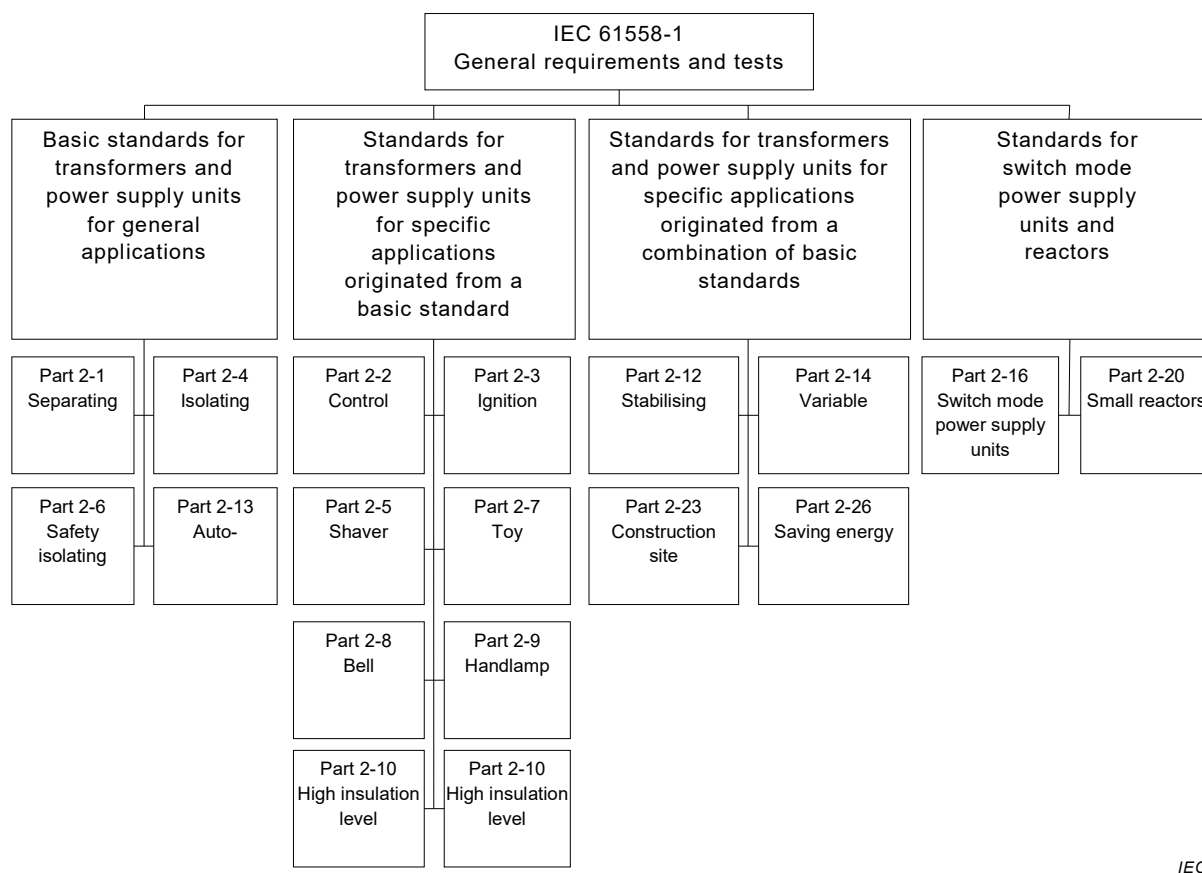 IEC 61558-1
General requirements and tests
Basic standards for
transformers and
power supply units
for general
applications
Standards for
transformers and
power supply units
for specific
applications
originated from a
basic standard
Standards for transformers
and power supply units for
specific applications
originated from a
combination of basic
standards
Standards for
switch mode
power supply
units and
reactors
Part 2-1
Separating
Part 2-4
Isolating
Part 2-2
Control
Part 2-3
Ignition
Part 2-12
Stabilising
Part 2-14
Variable
Part 2-16
Switch mode
power supply
units
Part 2-20
Small reactors
Part 2-6
Safety
isolating
Part 2-13
Auto-
Part 2-5
Shaver
Part 2-7
Toy
Part 2-23
Construction
site
Part 2-26
Saving energy
Part 2-8
Bell
Part 2-9
Handlamp
Part 2-10
High insulation
level
Part 2-10
High insulation
level
IEC